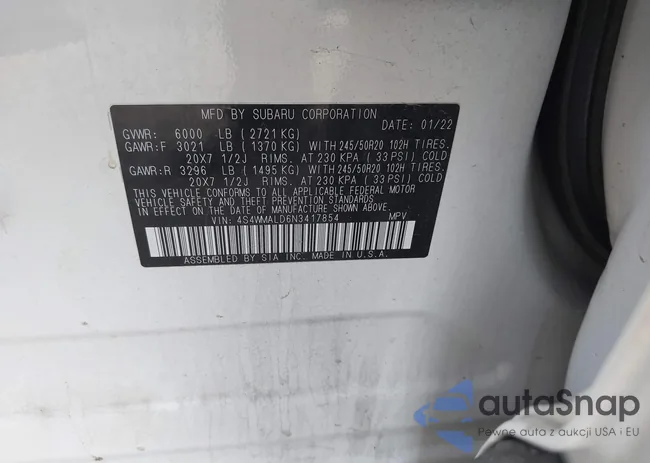 MFD BY SUBARU CORPORATION
DATE: 01/22
GVWR: 6000 LB (2721 KG)
GAWR:F 3021 LB (1370 KG) WITH 245/50R20 102H TIRES.
20X7 1/2J RIMS. AT 230 KPA (33 PSI) COLD
GAWR:R 3296 LB (1495 KG) WITH 245/50R20 102H TIRES.
20X7 1/2J RIMS. AT 230 KPA (33 PSI) COLD
THIS VEHICLE CONFORMS TO ALL APPLICABLE FEDERAL MOTOR
VEHICLE SAFETY AND THEFT PREVENTION STANDARDS
IN EFFECT ON THE DATE OF MANUFACTURE SHOWN ABOVE.
VIN: 4S4WMALD6N3417854 MPV
ASSEMBLED BY SIA INC. MADE IN U.S.A.
autoSnap
Pewne auto z aukcji USA i EU